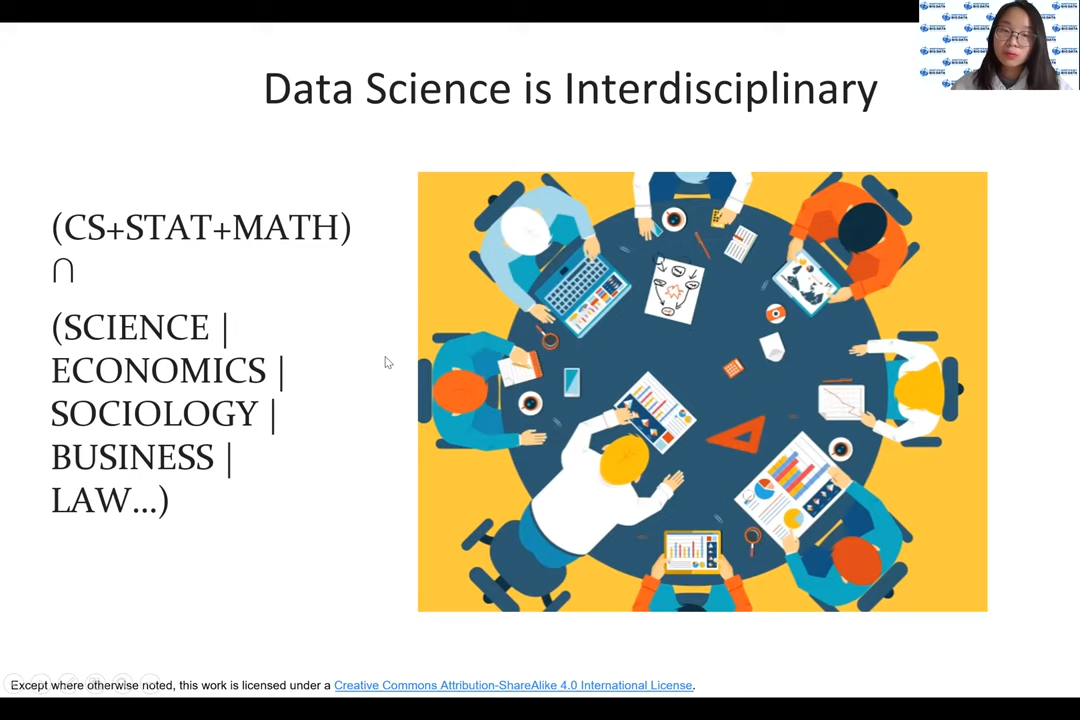 Data Science is Interdisciplinary
(CS+STAT+MATH)
∩
(SCIENCE |
ECONOMICS |
SOCIOLOGY |
BUSINESS |
LAW...)
Except where otherwise noted, this work is licensed under a Creative Commons Attribution-ShareAlike 4.0 International License.